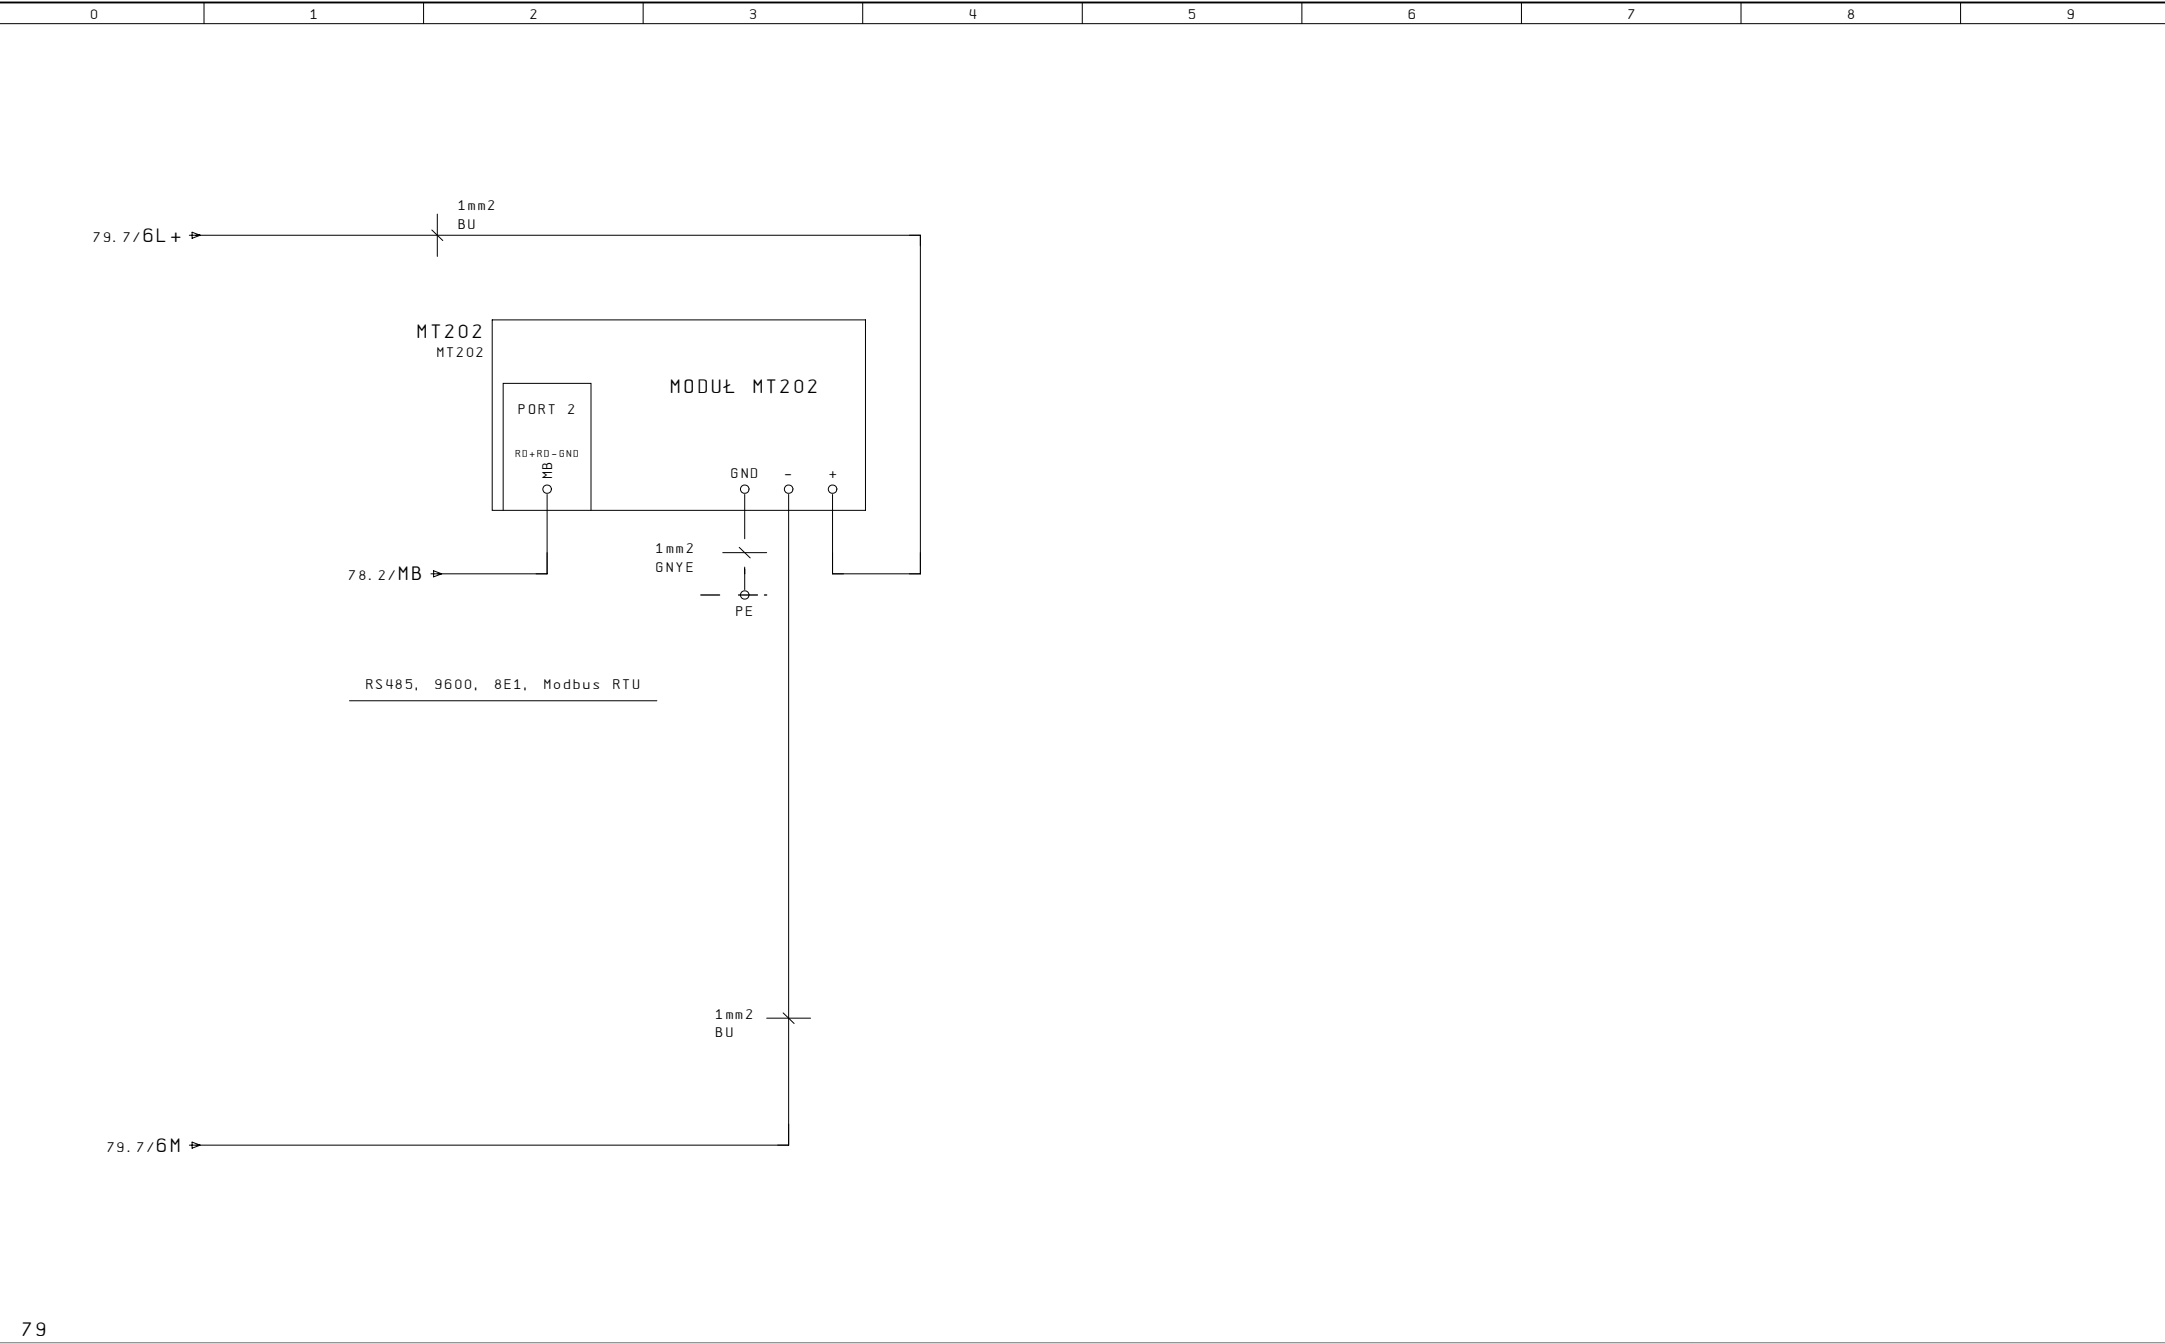 0 1 2 3 4 5 6 7 8 9
1mm2
BU
79.7/6L+
MT202
MT202
MODUŁ MT202
PORT 2
RD+RD-GND
MB
GND - +
1mm2
GNYE
78.2/MB
PE
RS485, 9600, 8E1, Modbus RTU
1mm2
BU
79.7/6M
79